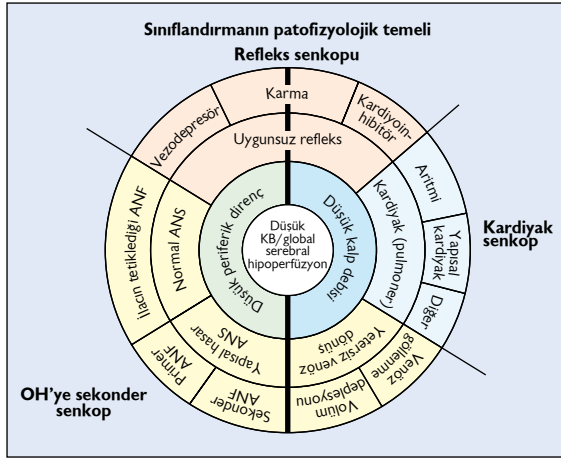 Sınıflandırmanın patofizyolojik temeli
Refleks senkopu
Vezodepresör
Karma
Kardiyoin-
hibitör
Uygunsuz refleks
İlacın tetiklediği ANF
Normal ANS
Düşük periferik direnç
Düşük
KB/global
serebral
hipoperfüzyon
Düşük kalp debisi
Kardiyak (pulmoner)
Aritmi
Yapısal
kardiyak
Diğer
Kardiyak
senkop
Yapısal hasar
ANS
Yetersiz venöz
dönüş
Primer
ANF
Sekonder
ANF
Volüm
deplesyonu
Venöz
göllenme
OH’ye sekonder
senkop